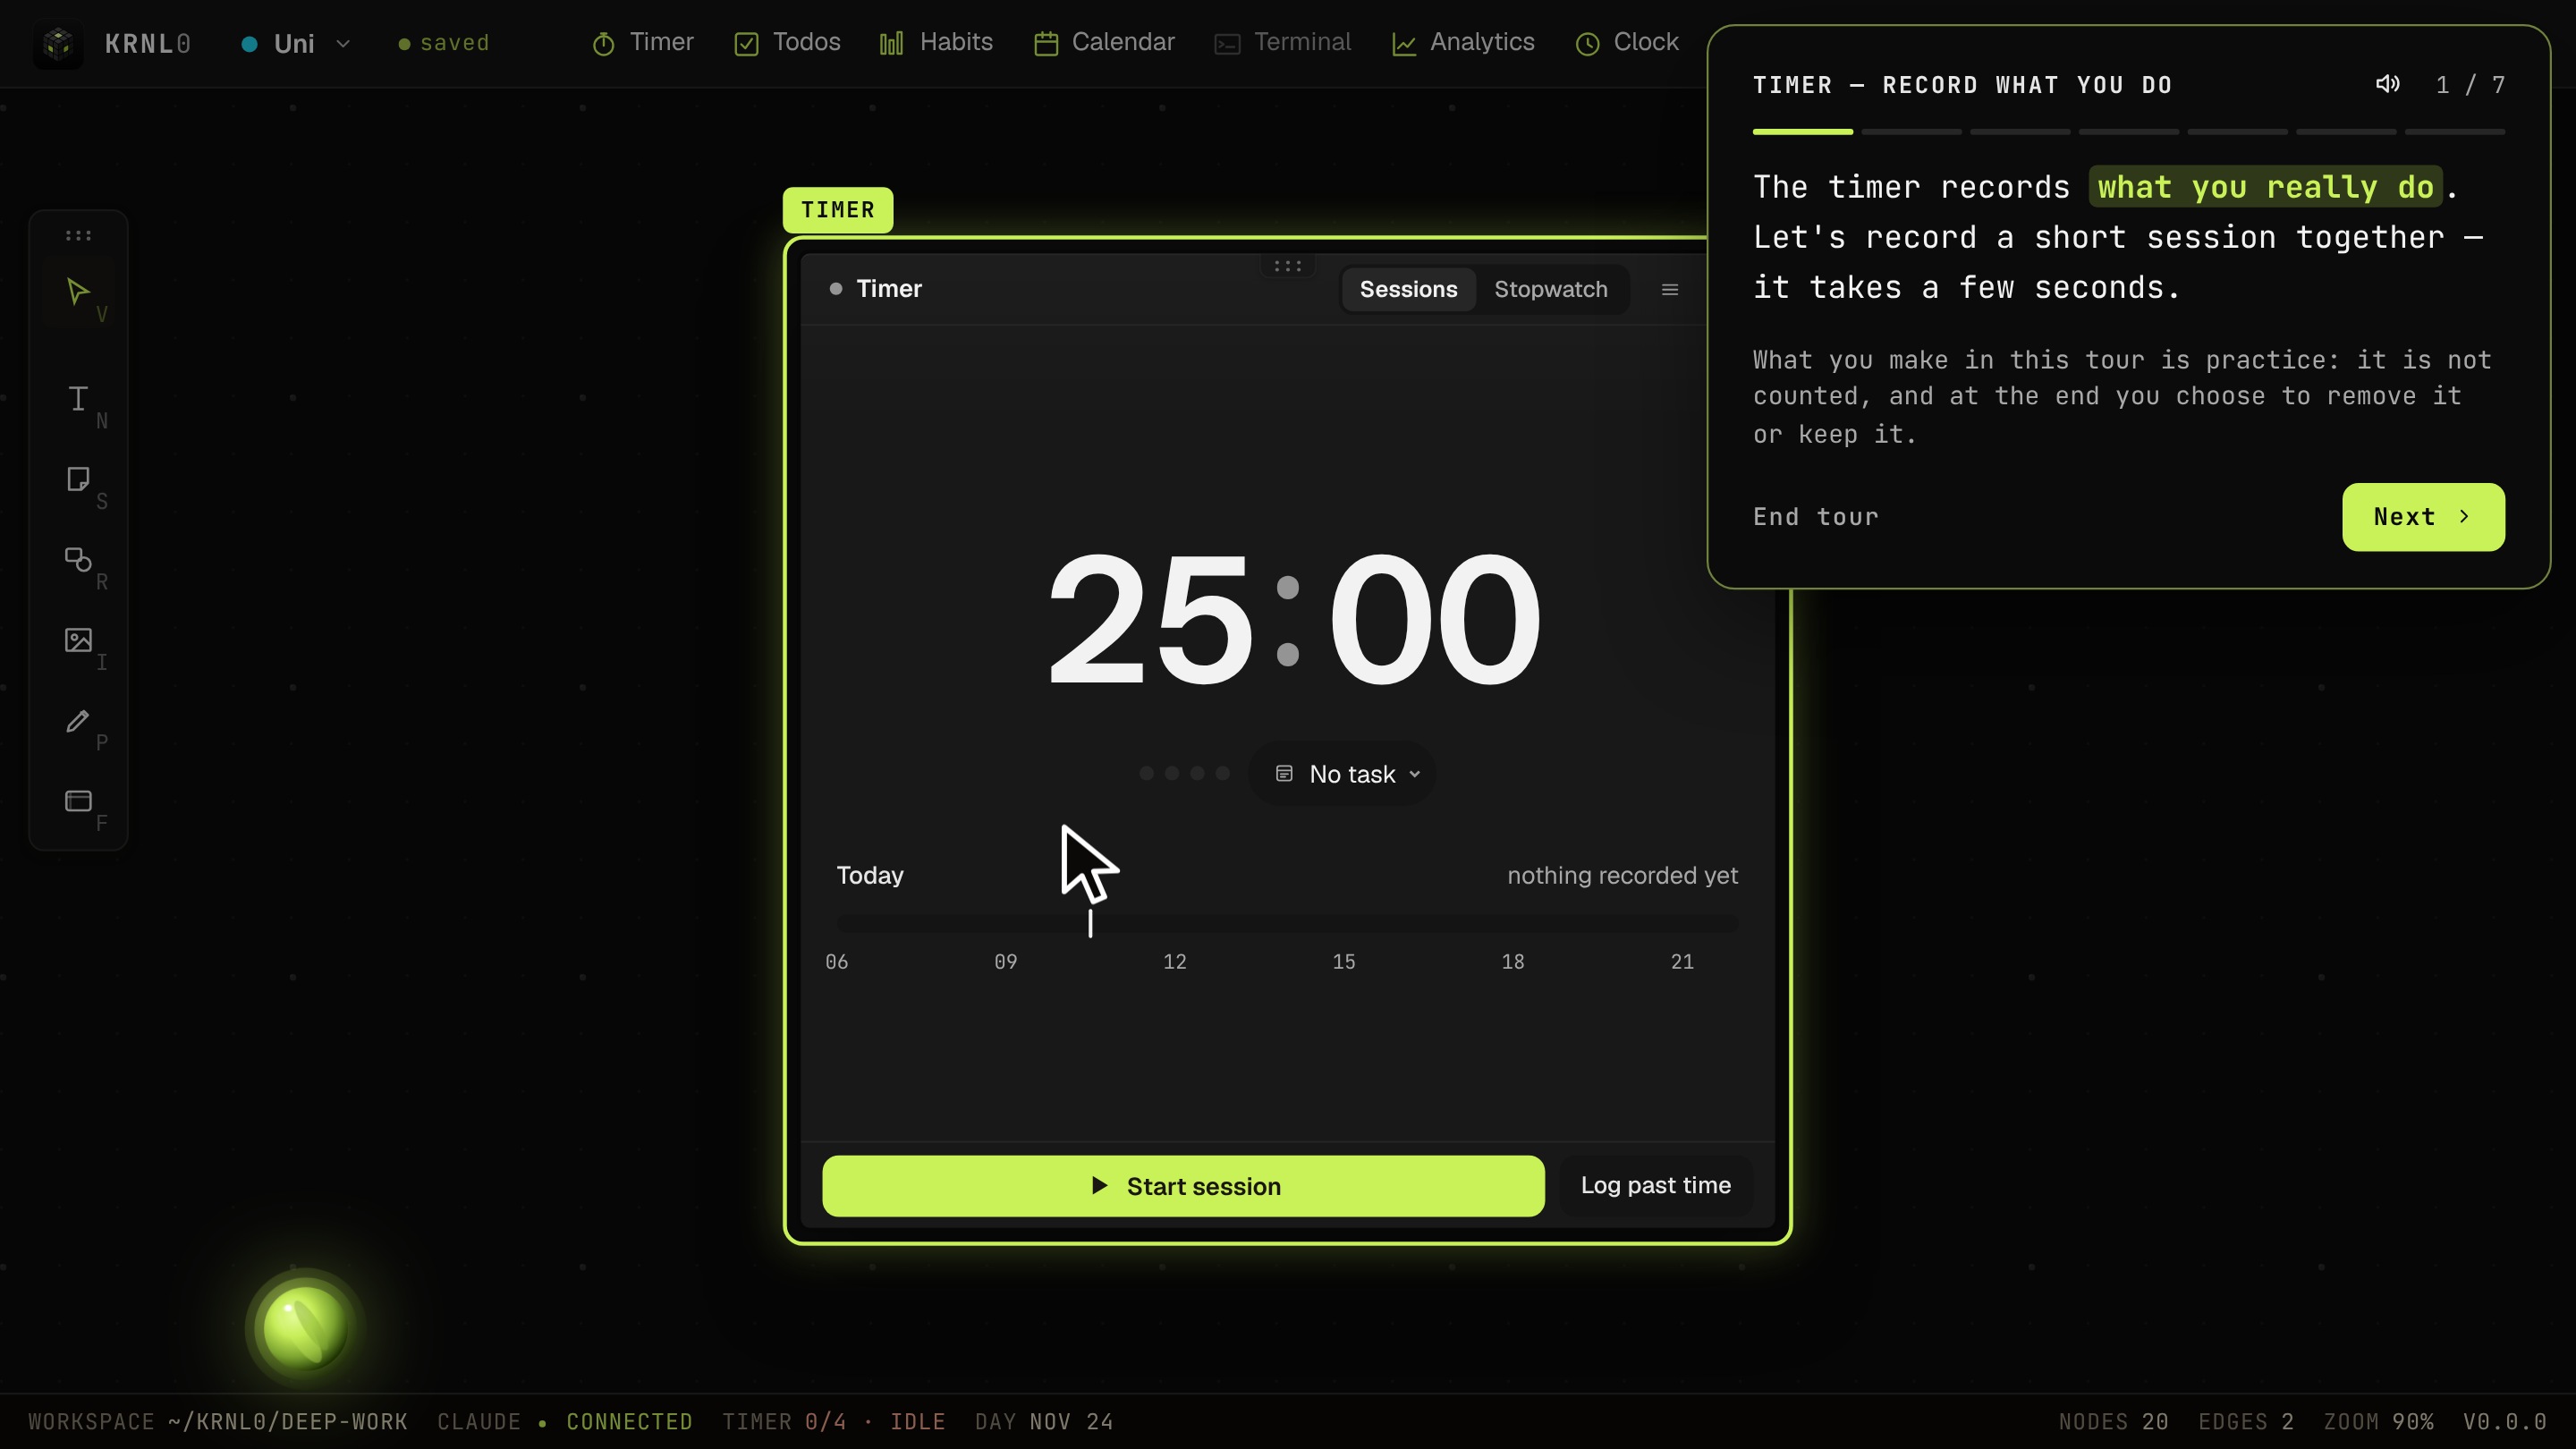 KRNL0
Uni
saved
Timer
Todos
Habits
Calendar
Terminal
Analytics
Clock
TIMER — RECORD WHAT YOU DO
1 / 7
The timer records what you really do.
Let's record a short session together —
it takes a few seconds.
What you make in this tour is practice: it is not
counted, and at the end you choose to remove it
or keep it.
End tour
Next
V
N
S
R
I
P
F
TIMER
Timer
Sessions
Stopwatch
25:00
No task
Today
nothing recorded yet
06 09 12 15 18 21
Start session
Log past time
WORKSPACE ~/KRNL0/DEEP-WORK CLAUDE • CONNECTED TIMER 0/4 · IDLE DAY NOV 24
NODES 20 EDGES 2 ZOOM 90% V0.0.0